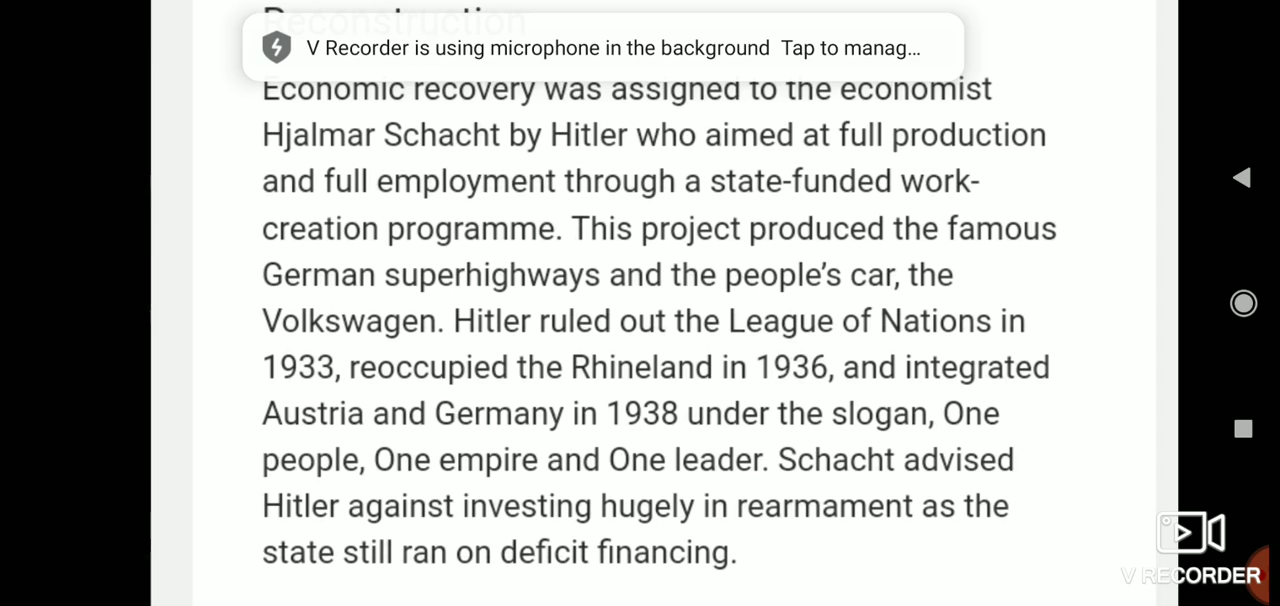 Reconstruction
V Recorder is using microphone in the background Tap to manag...
Economic recovery was assigned to the economist
Hjalmar Schacht by Hitler who aimed at full production
and full employment through a state-funded work-
creation programme. This project produced the famous
German superhighways and the people’s car, the
Volkswagen. Hitler ruled out the League of Nations in
1933, reoccupied the Rhineland in 1936, and integrated
Austria and Germany in 1938 under the slogan, One
people, One empire and One leader. Schacht advised
Hitler against investing hugely in rearmament as the
state still ran on deficit financing.
V RECORDER